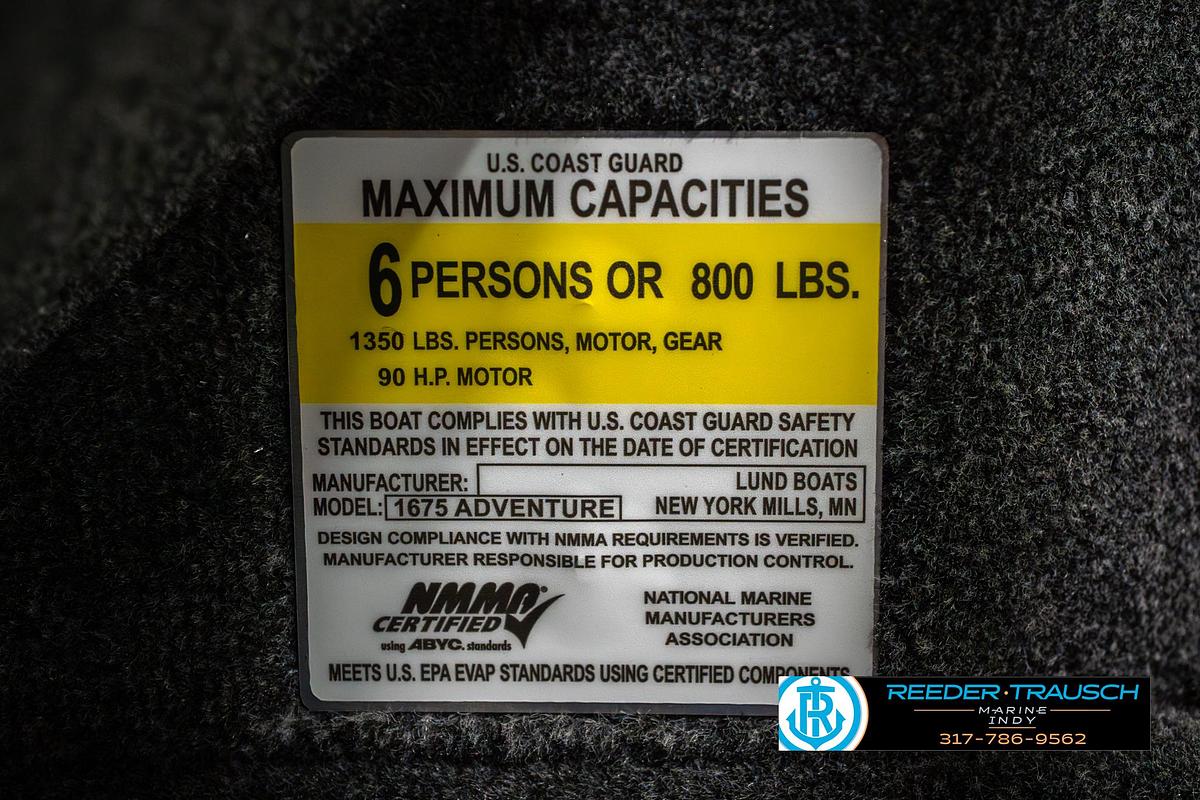 U.S. COAST GUARD
MAXIMUM CAPACITIES
6 PERSONS OR 800 LBS.
1350 LBS. PERSONS, MOTOR, GEAR
90 H.P. MOTOR
THIS BOAT COMPLIES WITH U.S. COAST GUARD SAFETY
STANDARDS IN EFFECT ON THE DATE OF CERTIFICATION
MANUFACTURER: LUND BOATS
MODEL: 1675 ADVENTURE NEW YORK MILLS, MN
DESIGN COMPLIANCE WITH NMMA REQUIREMENTS IS VERIFIED.
MANUFACTURER RESPONSIBLE FOR PRODUCTION CONTROL.
NMMA®
CERTIFIED
using ABYC. standards
NATIONAL MARINE
MANUFACTURERS
ASSOCIATION
MEETS U.S. EPA EVAP STANDARDS USING CERTIFIED COMPONENTS
RT
REEDER·TRAUSCH
MARINE
INDY
317-786-9562